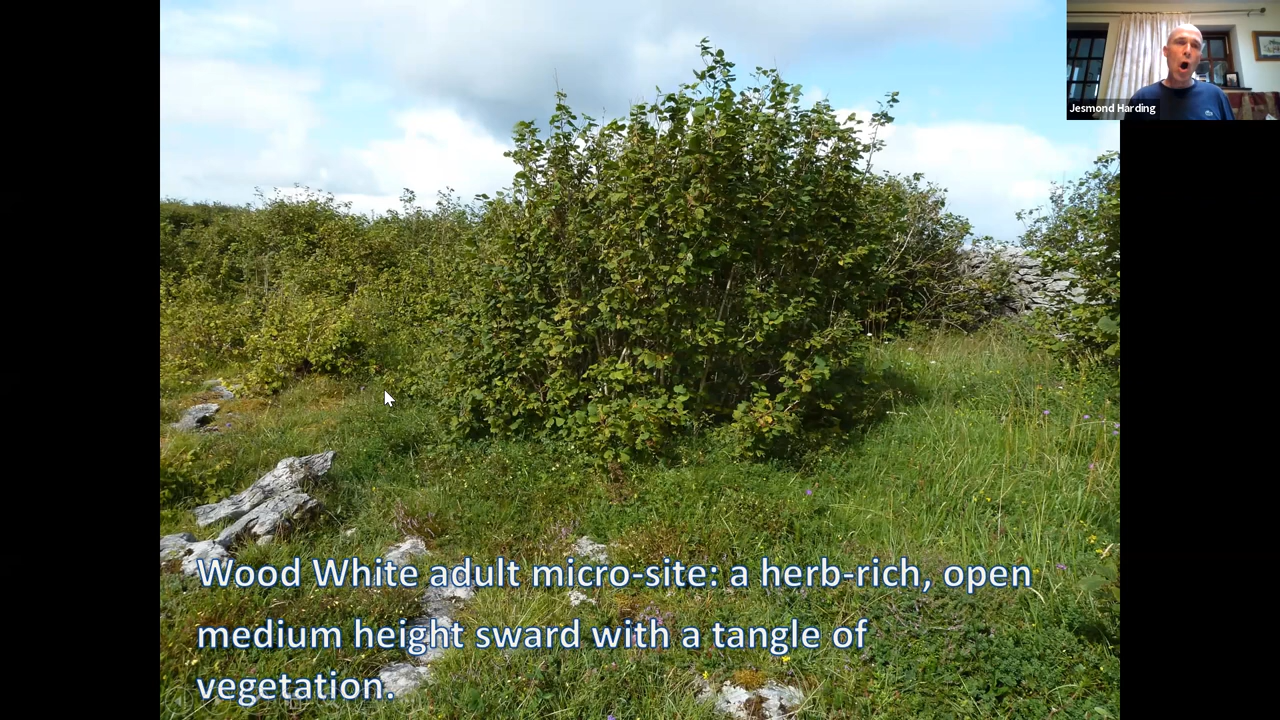 Jesmond Harding
Wood White adult micro-site: a herb-rich, open
medium height sward with a tangle of
vegetation.